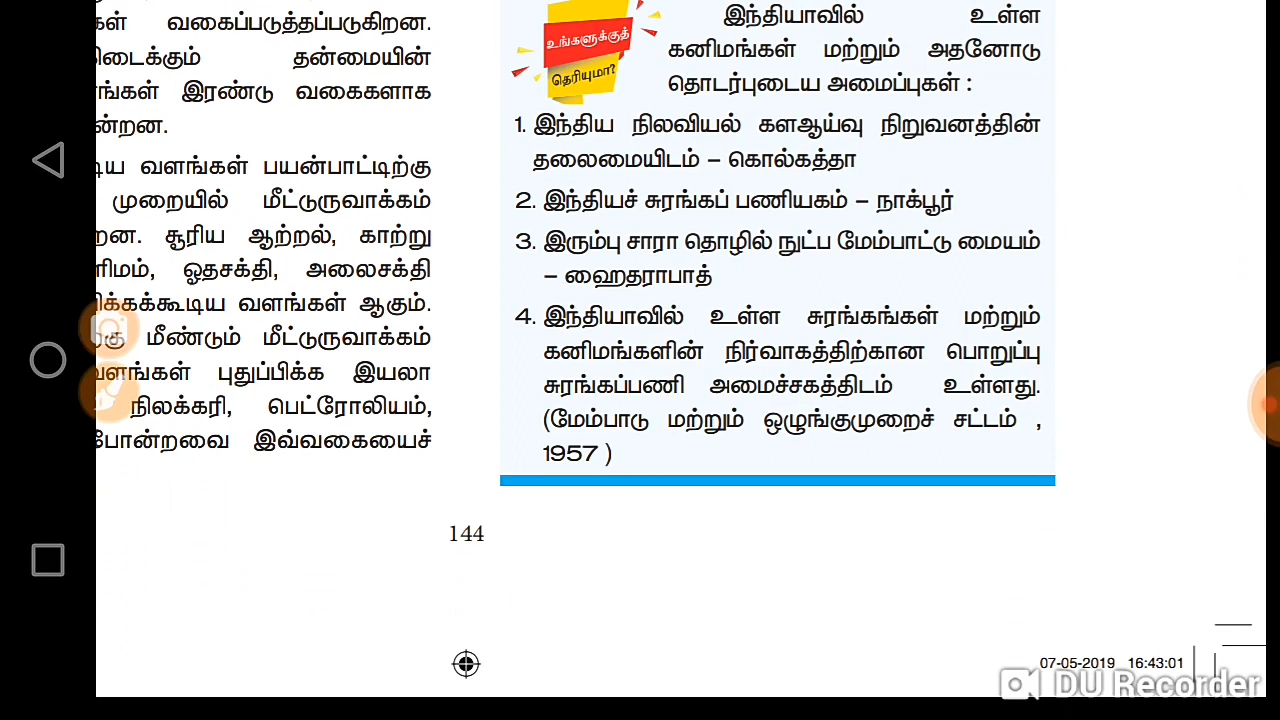 கள் வகைப்படுத்தப்படுகிறன.
டைக்கும் தன்மையின்
ங்கள் இரண்டு வகைகளாக
ன்றன.
டிய வளங்கள் பயன்பாட்டிற்கு
முறையில் மீட்டுருவாக்கம்
றன. சூரிய ஆற்றல், காற்று
ரிமம், ஓதசக்தி, அலைசக்தி
க்கக்கூடிய வளங்கள் ஆகும்.
கு மீண்டும் மீட்டுருவாக்கம்
வளங்கள் புதுப்பிக்க இயலா
நிலக்கரி, பெட்ரோலியம்,
போன்றவை இவ்வகையைச்
உங்களுக்குத்
தெரியுமா?
இந்தியாவில் உள்ள
கனிமங்கள் மற்றும் அதனோடு
தொடர்புடைய அமைப்புகள் :
1. இந்திய நிலவியல் களஆய்வு நிறுவனத்தின்
தலைமையிடம் – கொல்கத்தா
2. இந்தியச் சுரங்கப் பணியகம் – நாக்பூர்
3. இரும்பு சாரா தொழில் நுட்ப மேம்பாட்டு மையம்
– ஹைதராபாத்
4. இந்தியாவில் உள்ள சுரங்கங்கள் மற்றும்
கனிமங்களின் நிர்வாகத்திற்கான பொறுப்பு
சுரங்கப்பணி அமைச்சகத்திடம் உள்ளது.
(மேம்பாடு மற்றும் ஒழுங்குமுறைச் சட்டம் ,
1957 )
144
07-05-2019 16:43:01
DU Recorder